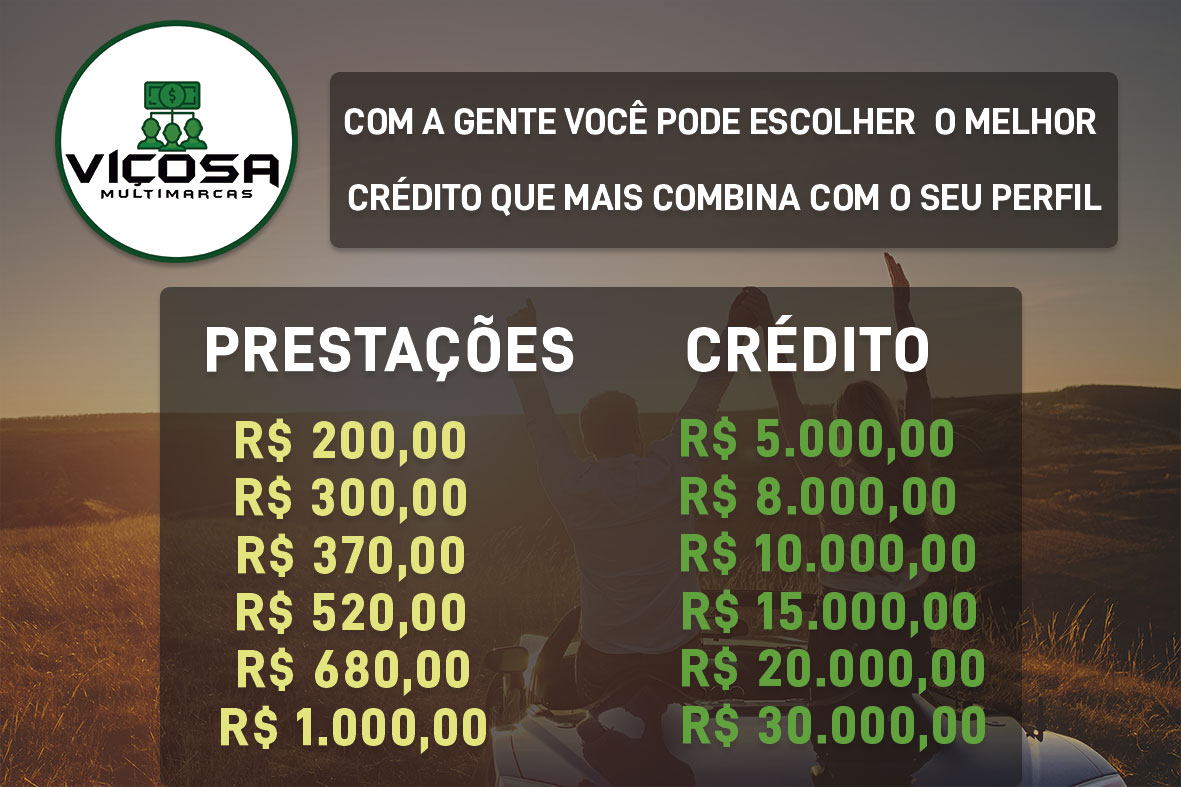 VIÇOSA
MULTIMARCAS
COM A GENTE VOCÊ PODE ESCOLHER O MELHOR
CRÉDITO QUE MAIS COMBINA COM O SEU PERFIL
PRESTAÇÕES CRÉDITO
R$ 200,00 R$ 5.000,00
R$ 300,00 R$ 8.000,00
R$ 370,00 R$ 10.000,00
R$ 520,00 R$ 15.000,00
R$ 680,00 R$ 20.000,00
R$ 1.000,00 R$ 30.000,00